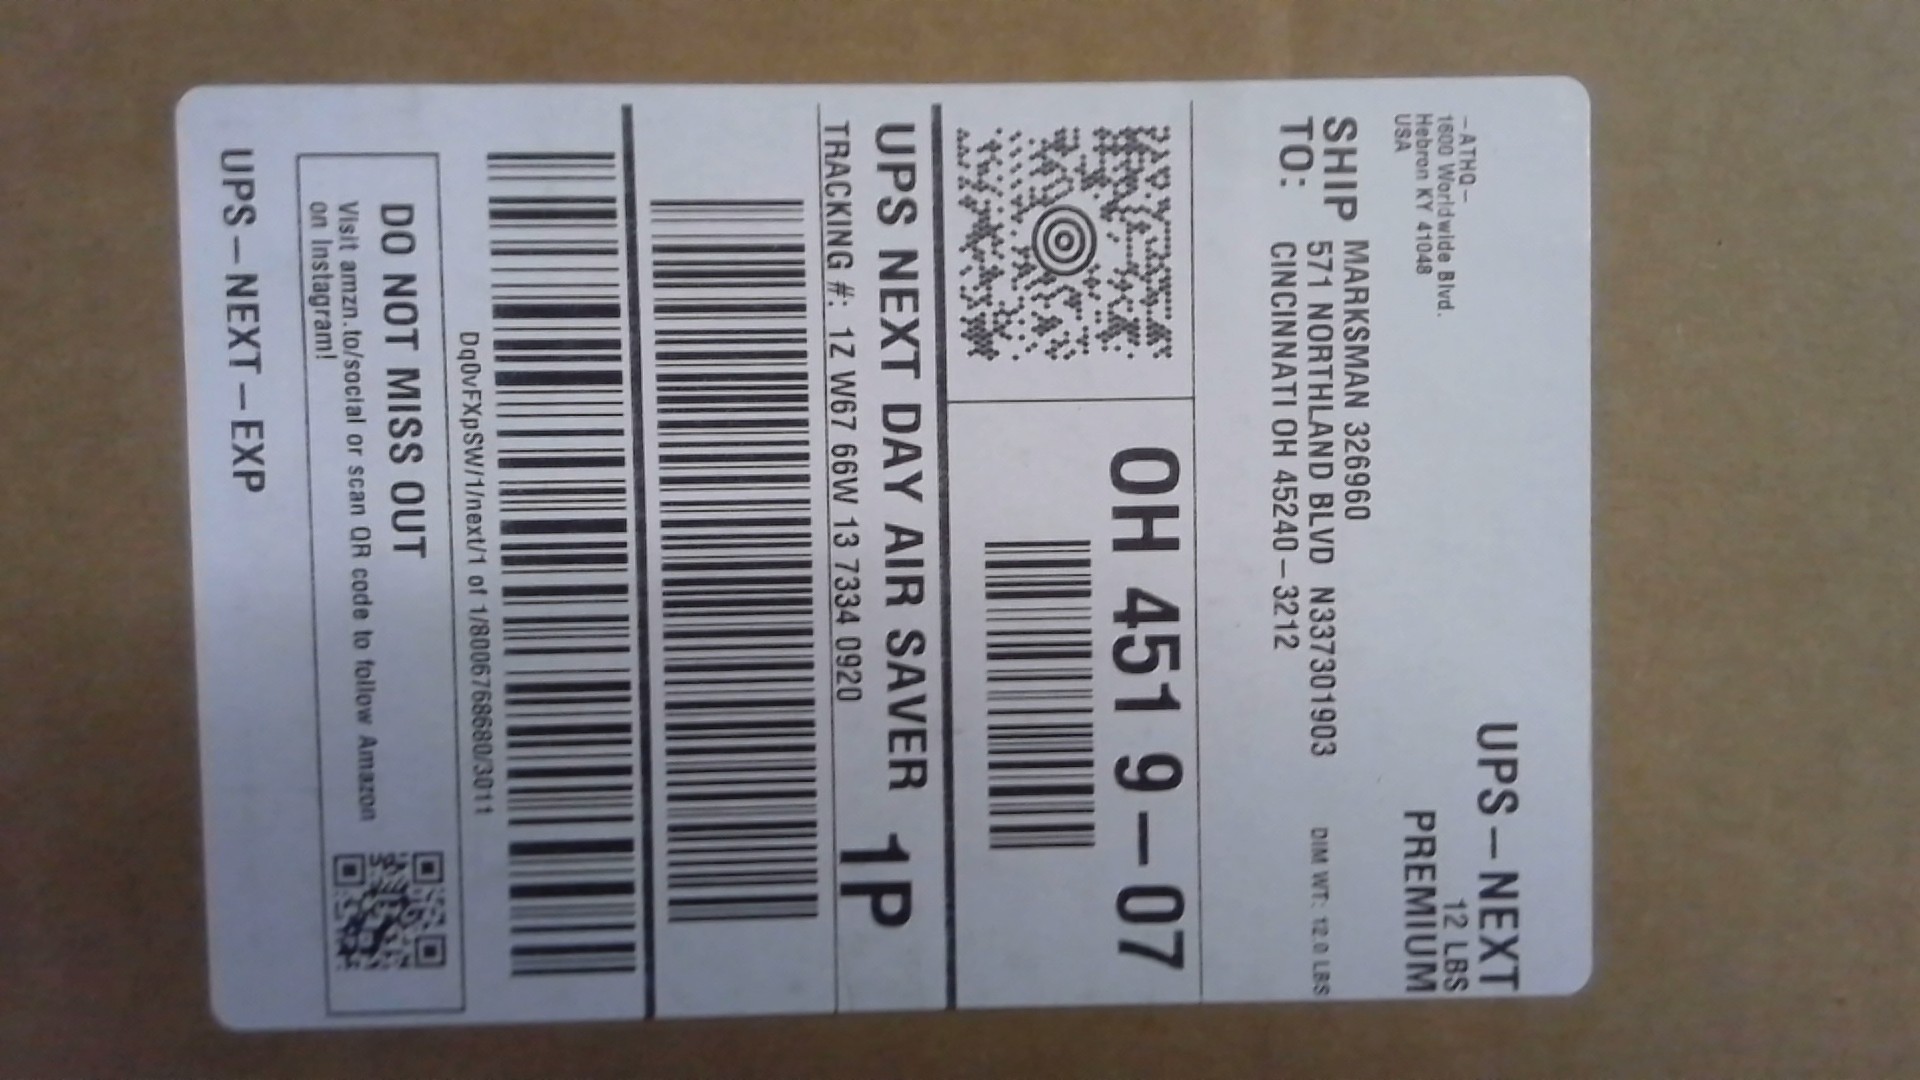 -ATHQ-
1600 Worldwide Blvd.
Hebron KY 41048
USA
UPS-NEXT
12 LBS
PREMIUM
SHIP TO:
MARKSMAN 326960
571 NORTHLAND BLVD N337301903
CINCINNATI OH 45240-3212
DIM WT: 12.0 LBS
OH 451 9-07
UPS NEXT DAY AIR SAVER 1P
TRACKING #: 1Z W67 66W 13 7334 0920
Dq0vFXpSW/1/next/1 of 1/8006768680/3011
DO NOT MISS OUT
Visit amzn.to/social or scan QR code to follow Amazon
on Instagram!
UPS-NEXT-EXP